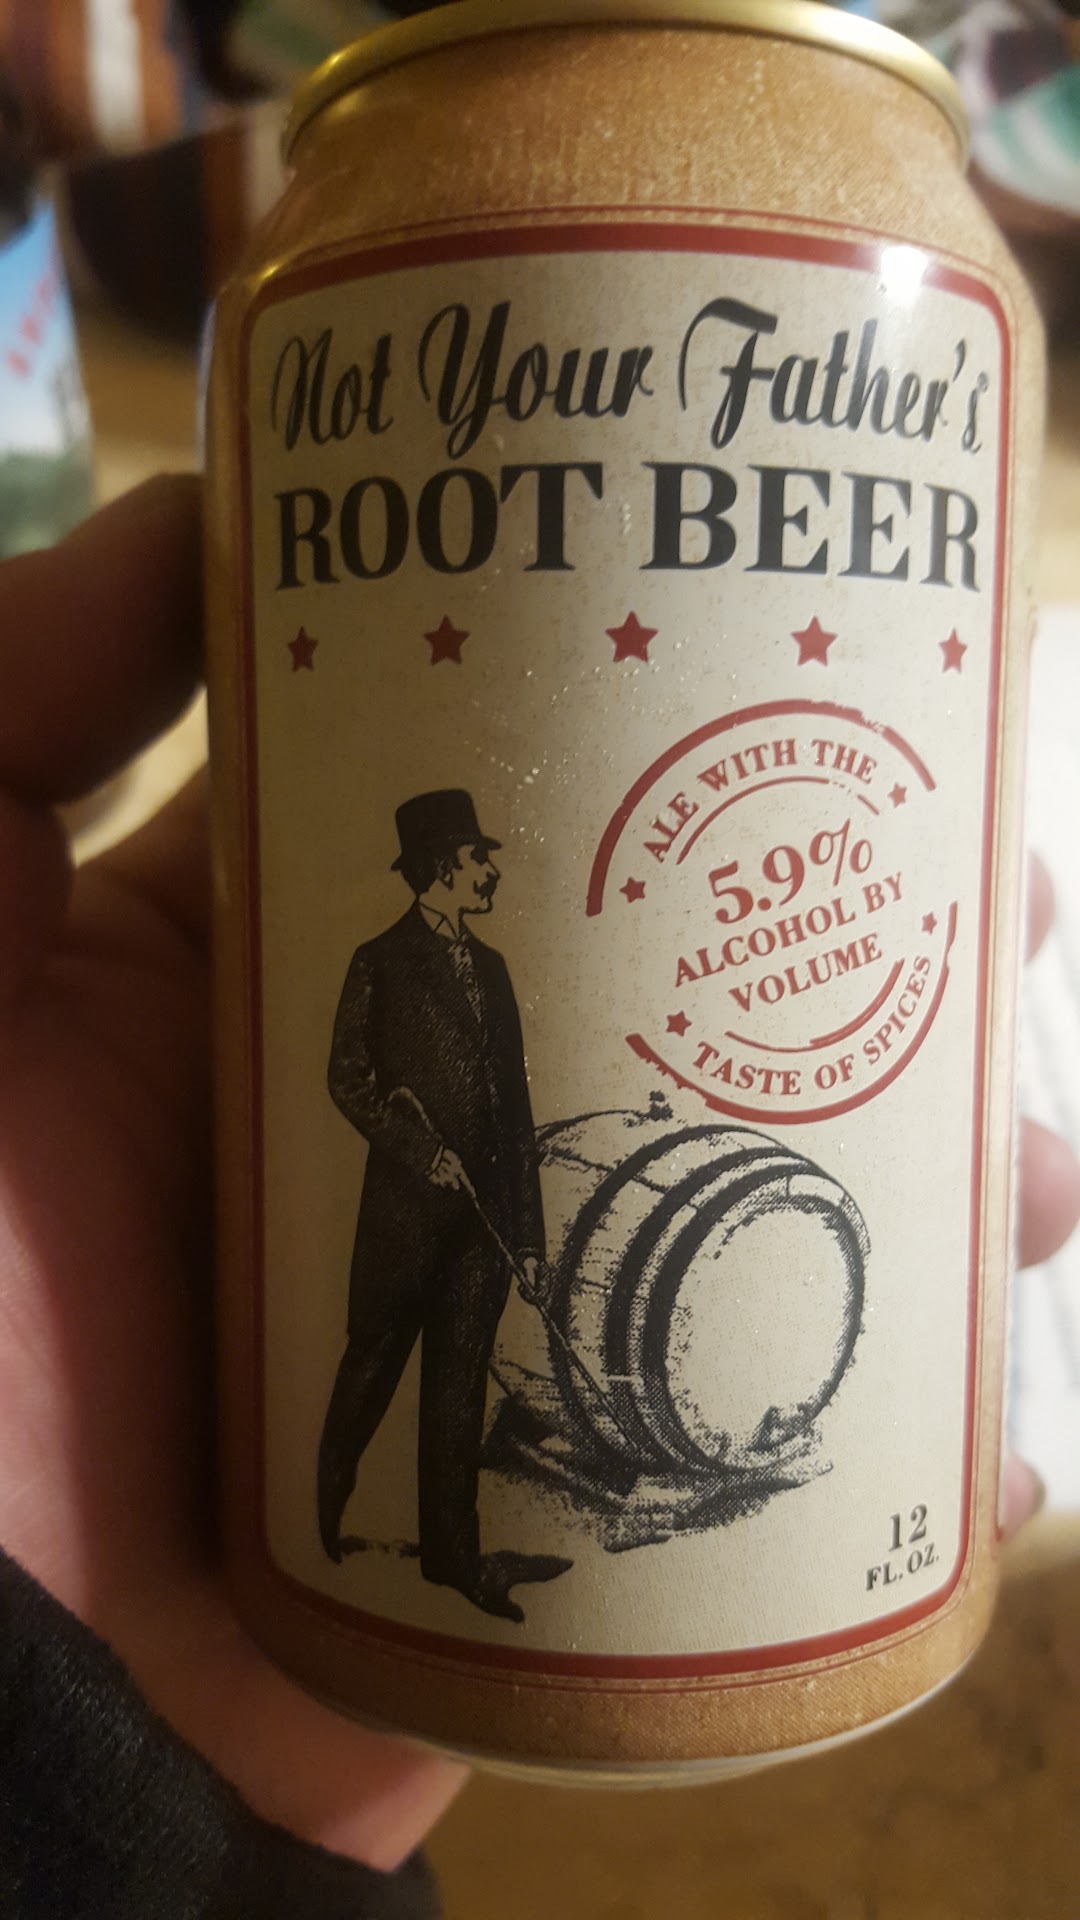 Not Your Father's
ROOT BEER
ALE WITH THE
5.9%
ALCOHOL BY
VOLUME
TASTE OF SPICES
12
FL. OZ.